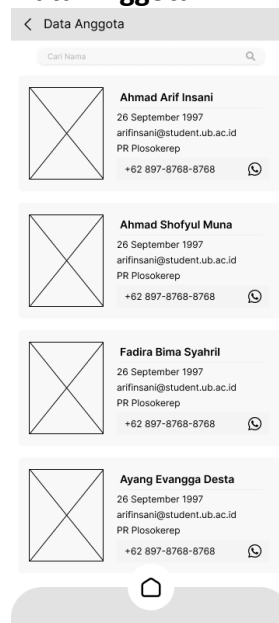 Data Anggota
Cari Nama
Ahmad Arif Insani
26 September 1997
arifinsani@student.ub.ac.id
PR Plosokerep
+62 897-8768-8768
Ahmad Shofyul Muna
26 September 1997
arifinsani@student.ub.ac.id
PR Plosokerep
+62 897-8768-8768
Fadira Bima Syahril
26 September 1997
arifinsani@student.ub.ac.id
PR Plosokerep
+62 897-8768-8768
Ayang Evangga Desta
26 September 1997
arifinsani@student.ub.ac.id
PR Plosokerep
+62 897-8768-8768